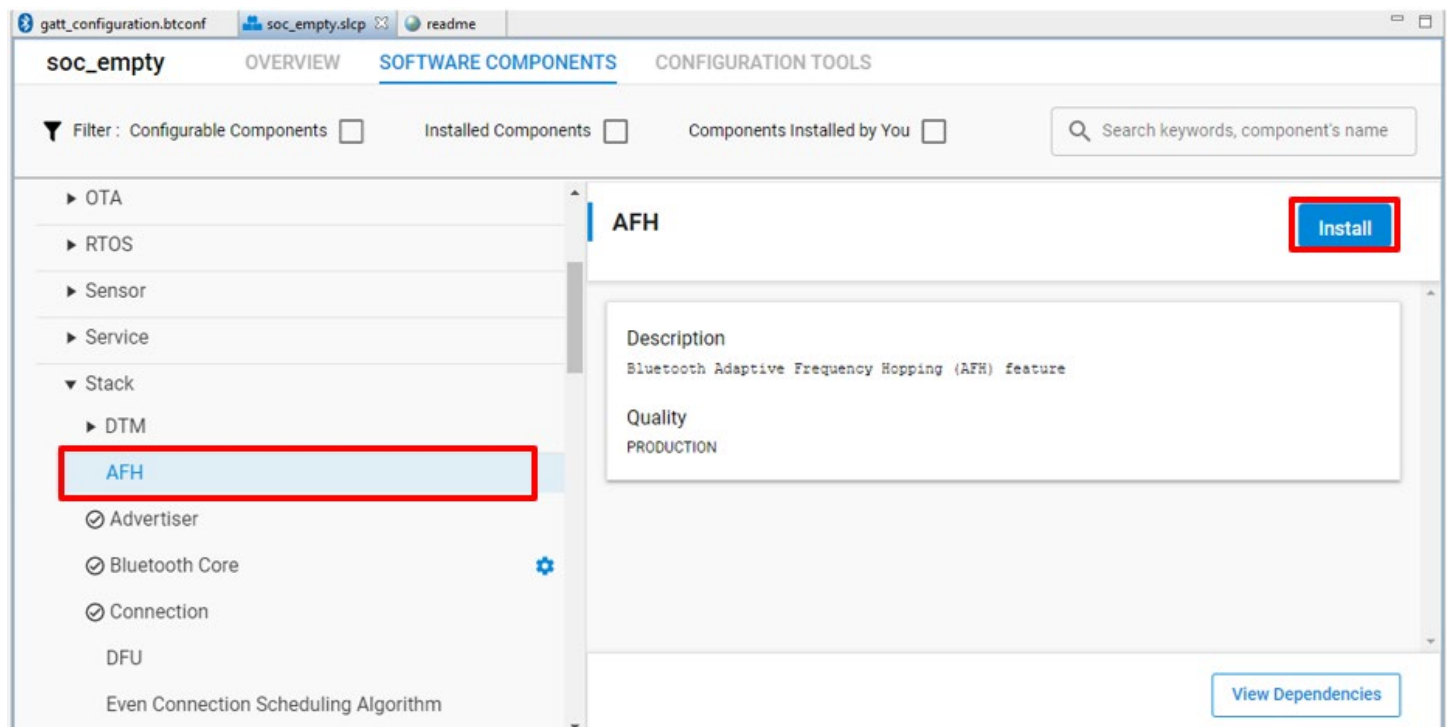 gatt_configuration.btconf soc_empty.slcp readme
soc_empty OVERVIEW SOFTWARE COMPONENTS CONFIGURATION TOOLS
Filter : Configurable Components Installed Components Components Installed by You Search keywords, component's name
OTA
RTOS
Sensor
Service
Stack
DTM
AFH
Advertiser
Bluetooth Core
Connection
DFU
Even Connection Scheduling Algorithm
AFH
Install
Description
Bluetooth Adaptive Frequency Hopping (AFH) feature
Quality
PRODUCTION
View Dependencies